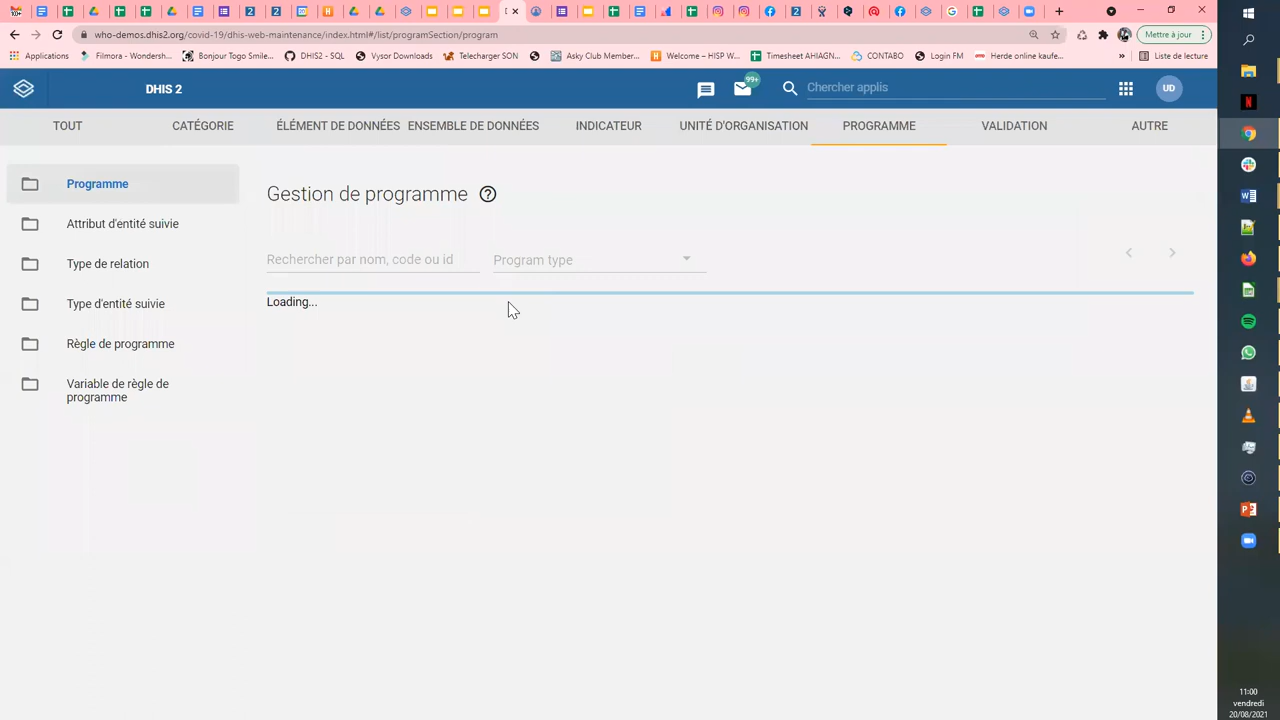 who-demos.dhis2.org/covid-19/dhis-web-maintenance/index.html#/list/programSection/program
Mettre à jour
Applications
Filmora - Wondersh...
Bonjour Togo Smile...
DHIS2 - SQL
Vysor Downloads
Telecharger SON...
Asky Club Member...
Welcome – HISP W...
Timesheet AHIAGN...
CONTABO
Login FM
Herde online kaufe...
»
Liste de lecture
DHIS 2
99+
Chercher applis
UD
TOUT
CATÉGORIE
ÉLÉMENT DE DONNÉES
ENSEMBLE DE DONNÉES
INDICATEUR
UNITÉ D'ORGANISATION
PROGRAMME
VALIDATION
AUTRE
Programme
Attribut d'entité suivie
Type de relation
Type d'entité suivie
Règle de programme
Variable de règle de
programme
Gestion de programme
Rechercher par nom, code ou id
Program type
Loading...
11:00
vendredi
20/08/2021